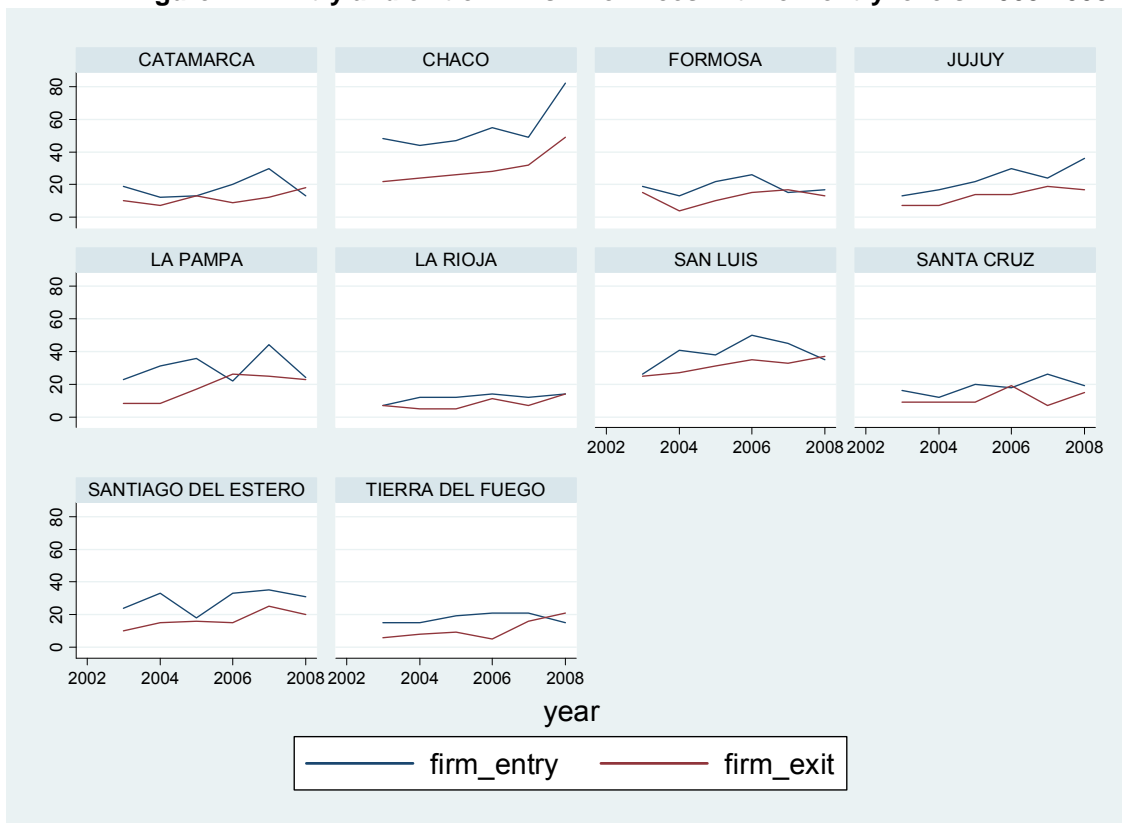 CATAMARCA CHACO FORMOSA JUJUY
80
60
40
20
0
LA PAMPA LA RIOJA SAN LUIS SANTA CRUZ
80
60
40
20
0
2002 2004 2006 2008 2002 2004 2006 2008
SANTIAGO DEL ESTERO TIERRA DEL FUEGO
80
60
40
20
0
2002 2004 2006 2008 2002 2004 2006 2008
year
firm_entry firm_exit